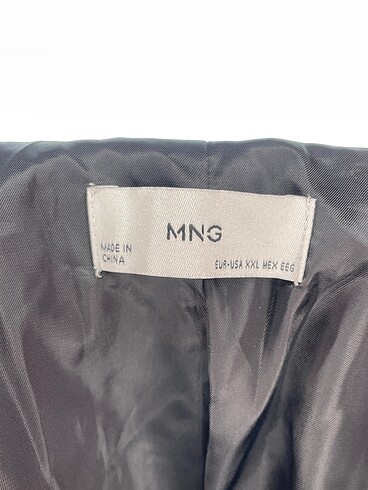 MNG
MADE IN
CHINA
EUR-USA XXL MEX EEG